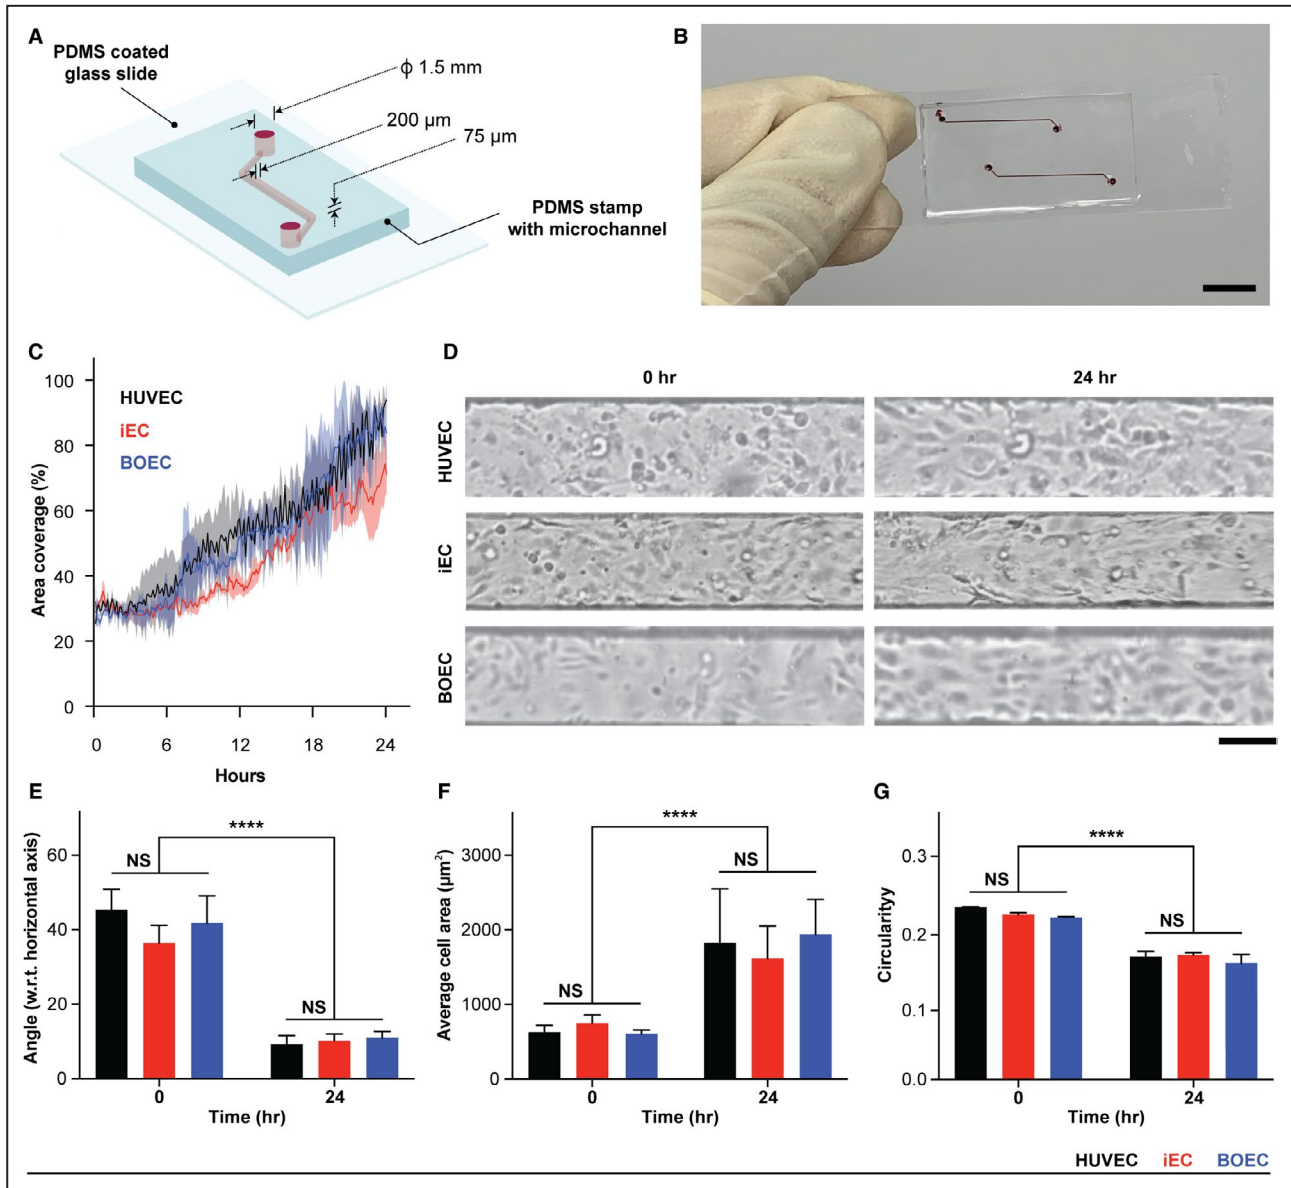 A
PDMS coated
glass slide
ϕ 1.5 mm
200 µm
75 µm
PDMS stamp
with microchannel
B
C
100
80
60
40
20
0
Area coverage (%)
HUVEC
iEC
BOEC
0 6 12 18 24
Hours
D
0 hr 24 hr
HUVEC
iEC
BOEC
E
Angle (w.r.t. horizontal axis)
60
40
20
0
****
NS
NS
0 24
Time (hr)
F
Average cell area (µm²)
3000
2000
1000
0
****
NS
NS
0 24
Time (hr)
G
Circularityy
0.3
0.2
0.1
0.0
****
NS
NS
0 24
Time (hr)
HUVEC iEC BOEC